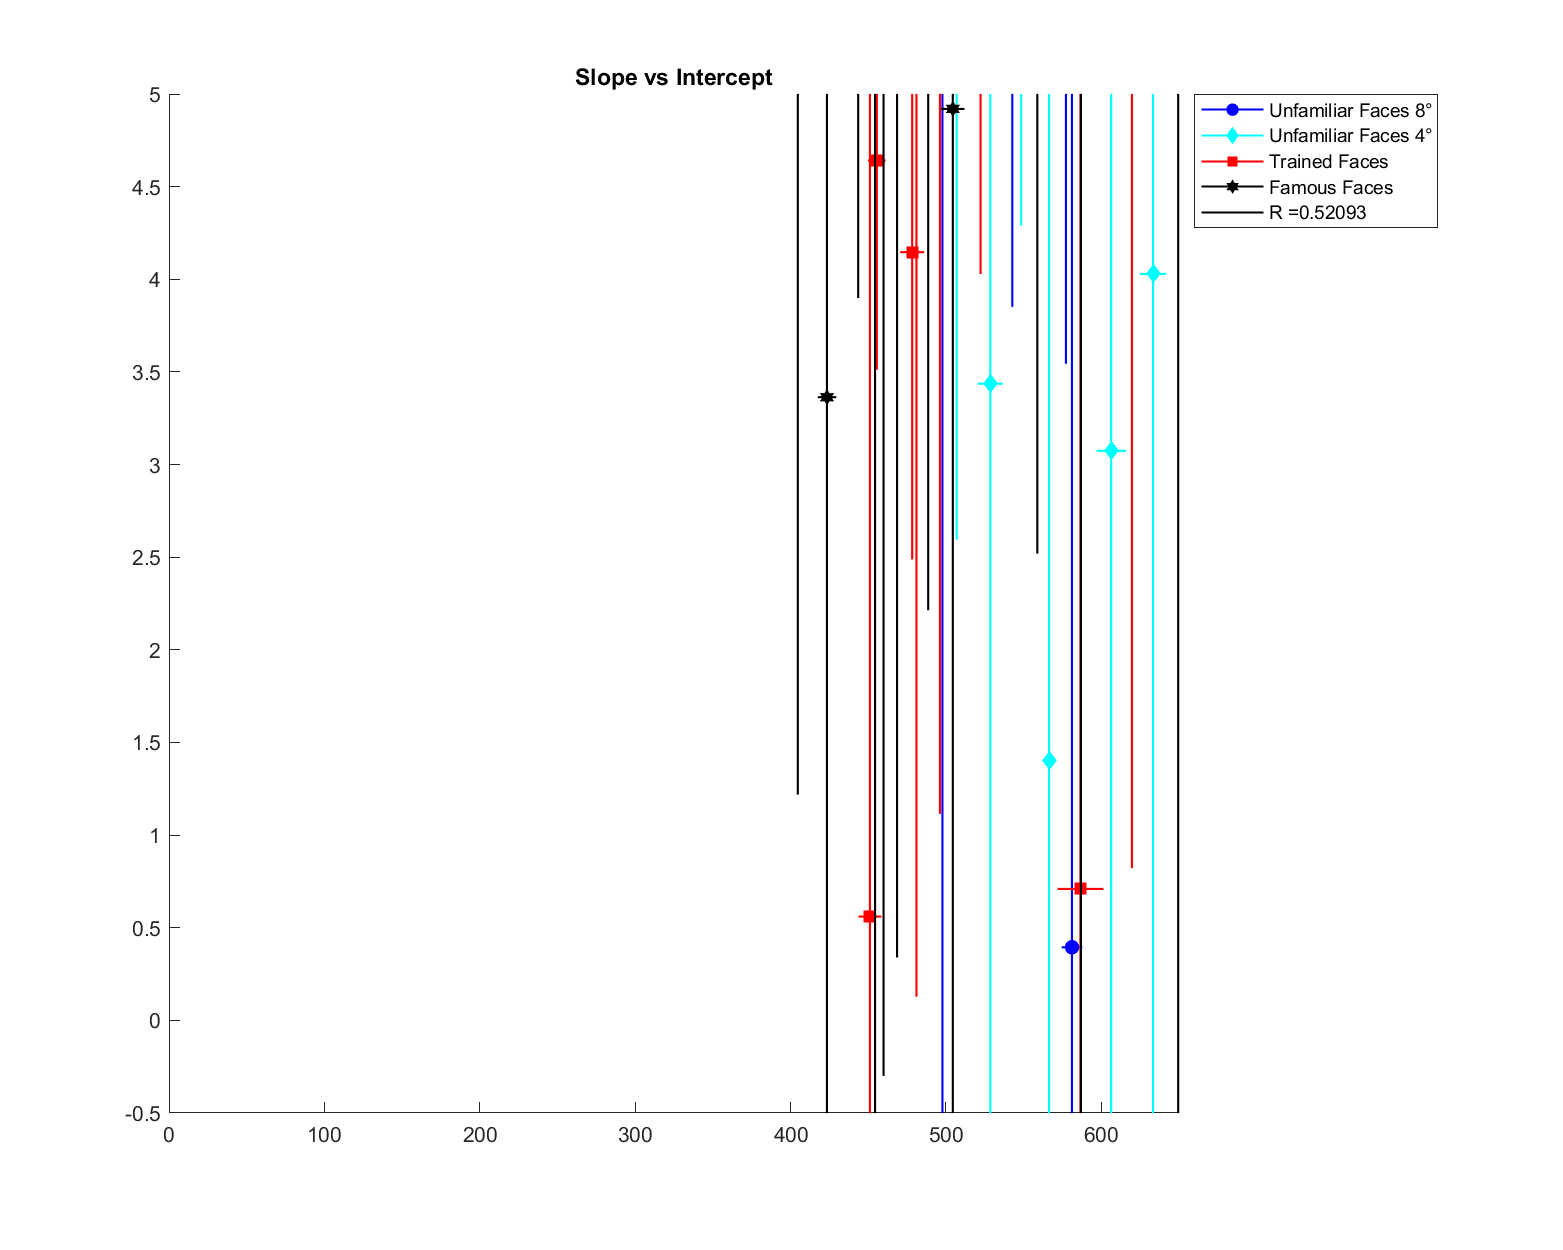 Slope vs Intercept
5
4.5
4
3.5
3
2.5
2
1.5
1
0.5
0
-0.5
0 100 200 300 400 500 600
Unfamiliar Faces 8°
Unfamiliar Faces 4°
Trained Faces
Famous Faces
R =0.52093